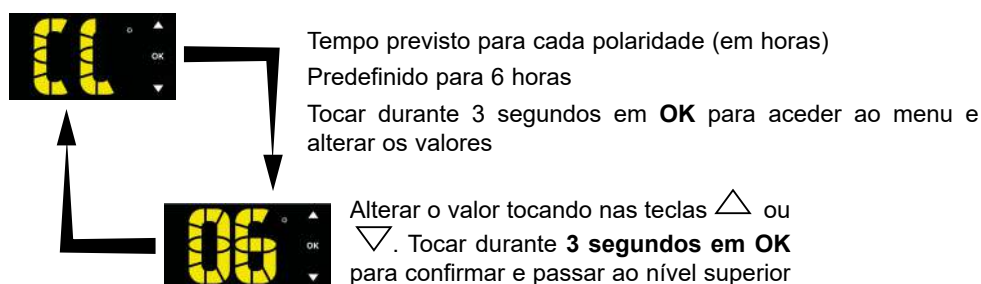 CL
OK
Tempo previsto para cada polaridade (em horas)
Predefinido para 6 horas
Tocar durante 3 segundos em OK para aceder ao menu e
alterar os valores
06
OK
Alterar o valor tocando nas teclas △ ou
▽. Tocar durante 3 segundos em OK
para confirmar e passar ao nível superior